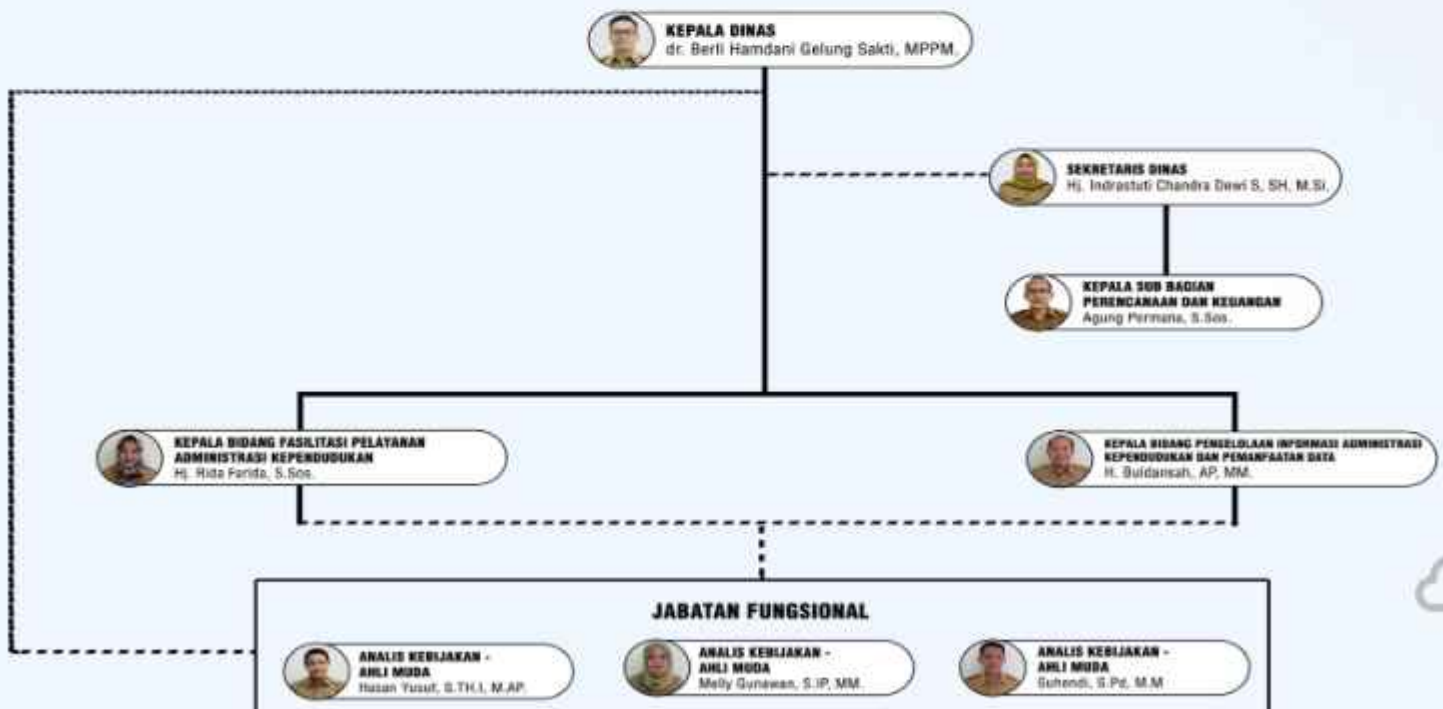 KEPALA DINAS
dr. Berli Hamdani Gelung Sakti, MPPM.
SEKRETARIS DINAS
Hj. Indrastuti Chandra Dewi S, SH, M.Si.
KEPALA SUB BAGIAN
PERENCANAAN DAN KEUANGAN
Agung Permana, S.Sos.
KEPALA BIDANG FASILITASI PELAYANAN
ADMINISTRASI KEPENDUDUKAN
Hj. Rida Farida, S.Sos.
KEPALA BIDANG PENGELOLAAN INFORMASI ADMINISTRASI
KEPENDUDUKAN DAN PEMANFAATAN DATA
H. Buldansah, AP, MM.
JABATAN FUNGSIONAL
ANALIS KEBIJAKAN -
AHLI MUDA
Hasan Yusuf, S.TH.I, M.AP.
ANALIS KEBIJAKAN -
AHLI MUDA
Melly Gunawan, S.IP, MM.
ANALIS KEBIJAKAN -
AHLI MUDA
Suhendi, S.Pd, M.M